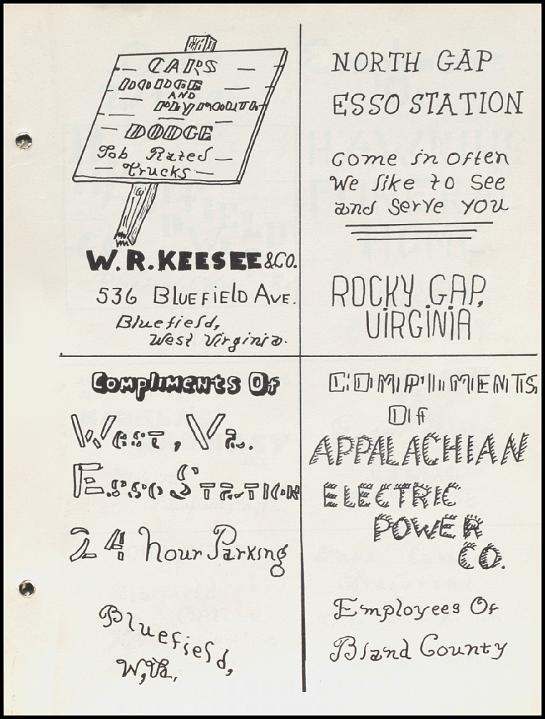 CARS
DODGE
AND
PLYMOUTH
DODGE
Job Rated
Trucks
W. R. KEESEE & CO.
536 BLUEFIELD AVE.
Bluefield,
West Virginia.
NORTH GAP
ESSO STATION
Come in often
We like to see
and serve YOU
ROCKY GAP,
VIRGINIA
COMPLIMENTS OF
WEST, VA.
ESSO STATION
24 hour Parking
Bluefield,
W, Va.
COMPLIMENTS
OF
APPALACHIAN
ELECTRIC
POWER
CO.
Employees Of
Bland County